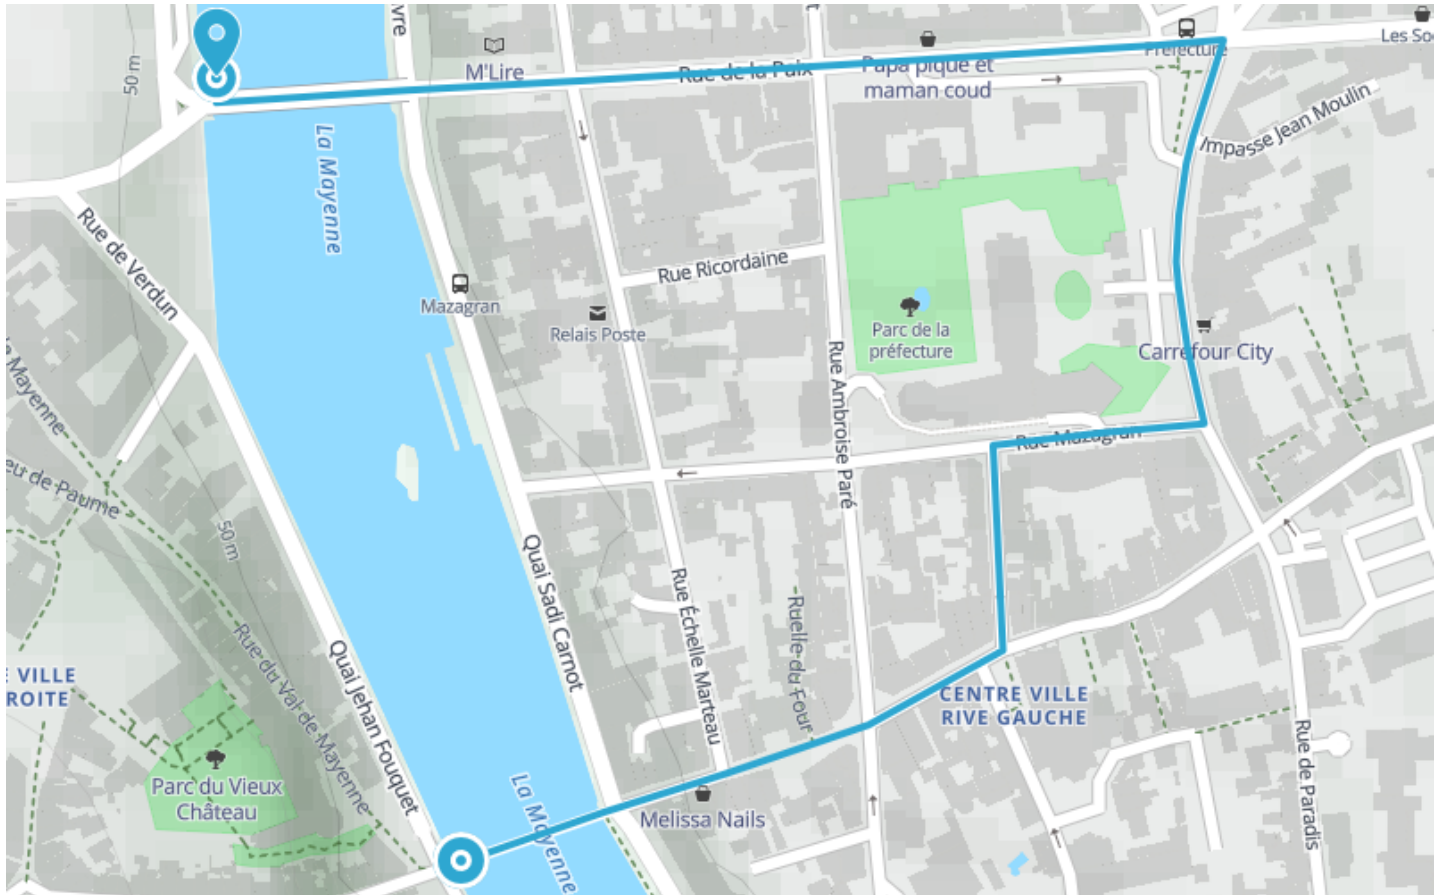 vre
50 m
M'Lire
Rue de la Paix
Papa pique et
maman coud
Préfecture
Impasse Jean Moulin
La Mayenne
Rue de Verdun
Mazagran
Rue Ricordaine
Relais Poste
Parc de la
préfecture
Carrefour City
Rue Ambroise Paré
Rue Mazagran
Mayenne
eu de Paume
50 m
Quai Sadi Carnot
Rue Échelle Marteau
Ruelle du Four
Rue du Val de Mayenne
Quai Jehan Fouquet
E VILLE
ROITE
CENTRE VILLE
RIVE GAUCHE
Rue de Paradis
Parc du Vieux
Château
La Mayenne
Melissa Nails